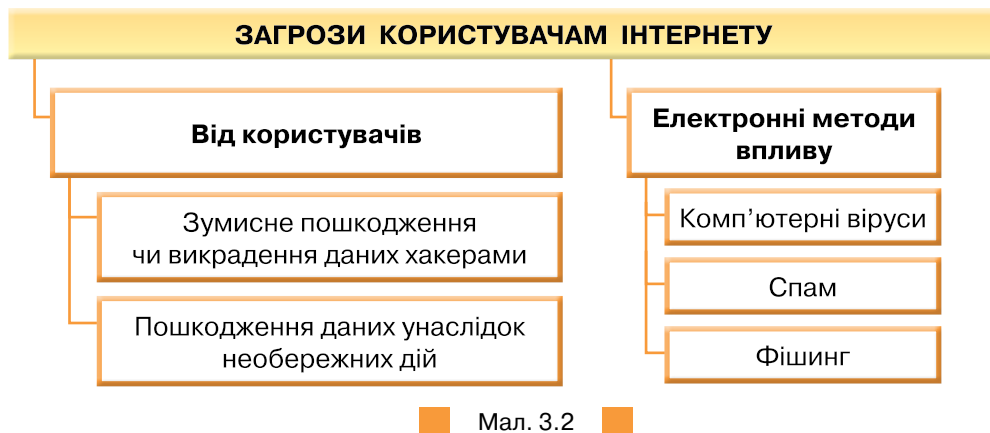 ЗАГРОЗИ КОРИСТУВАЧАМ ІНТЕРНЕТУ
Від користувачів
Зумисне пошкодження
чи викрадення даних хакерами
Пошкодження даних унаслідок
необережних дій
Електронні методи
впливу
Комп’ютерні віруси
Спам
Фішинг
Мал. 3.2